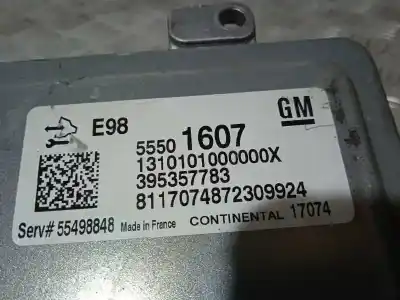 E98
GM
5550 1607
1310101000000X
395357783
8117074872309924
Serv# 55498848 Made in France CONTINENTAL 17074